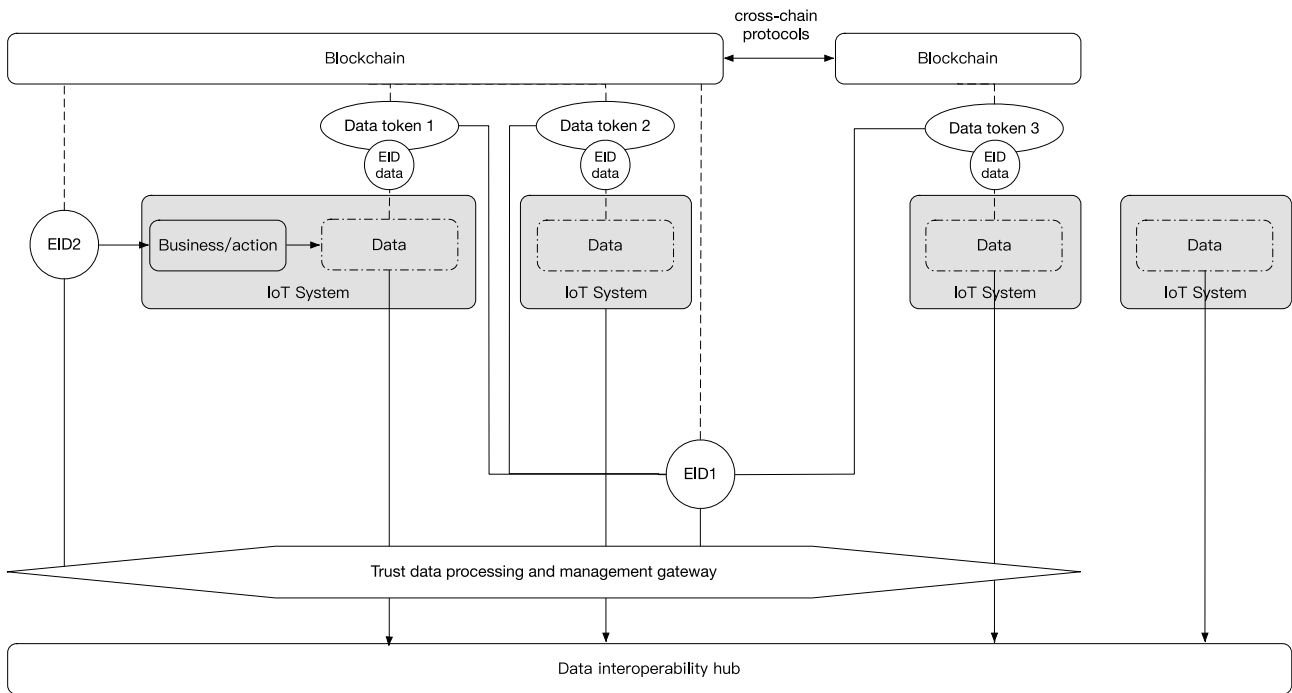 cross-chain
protocols
Blockchain
Blockchain
Data token 1
Data token 2
Data token 3
EID
data
EID
data
EID
data
EID2
Business/action
Data
Data
Data
Data
IoT System
IoT System
IoT System
IoT System
EID1
Trust data processing and management gateway
Data interoperability hub